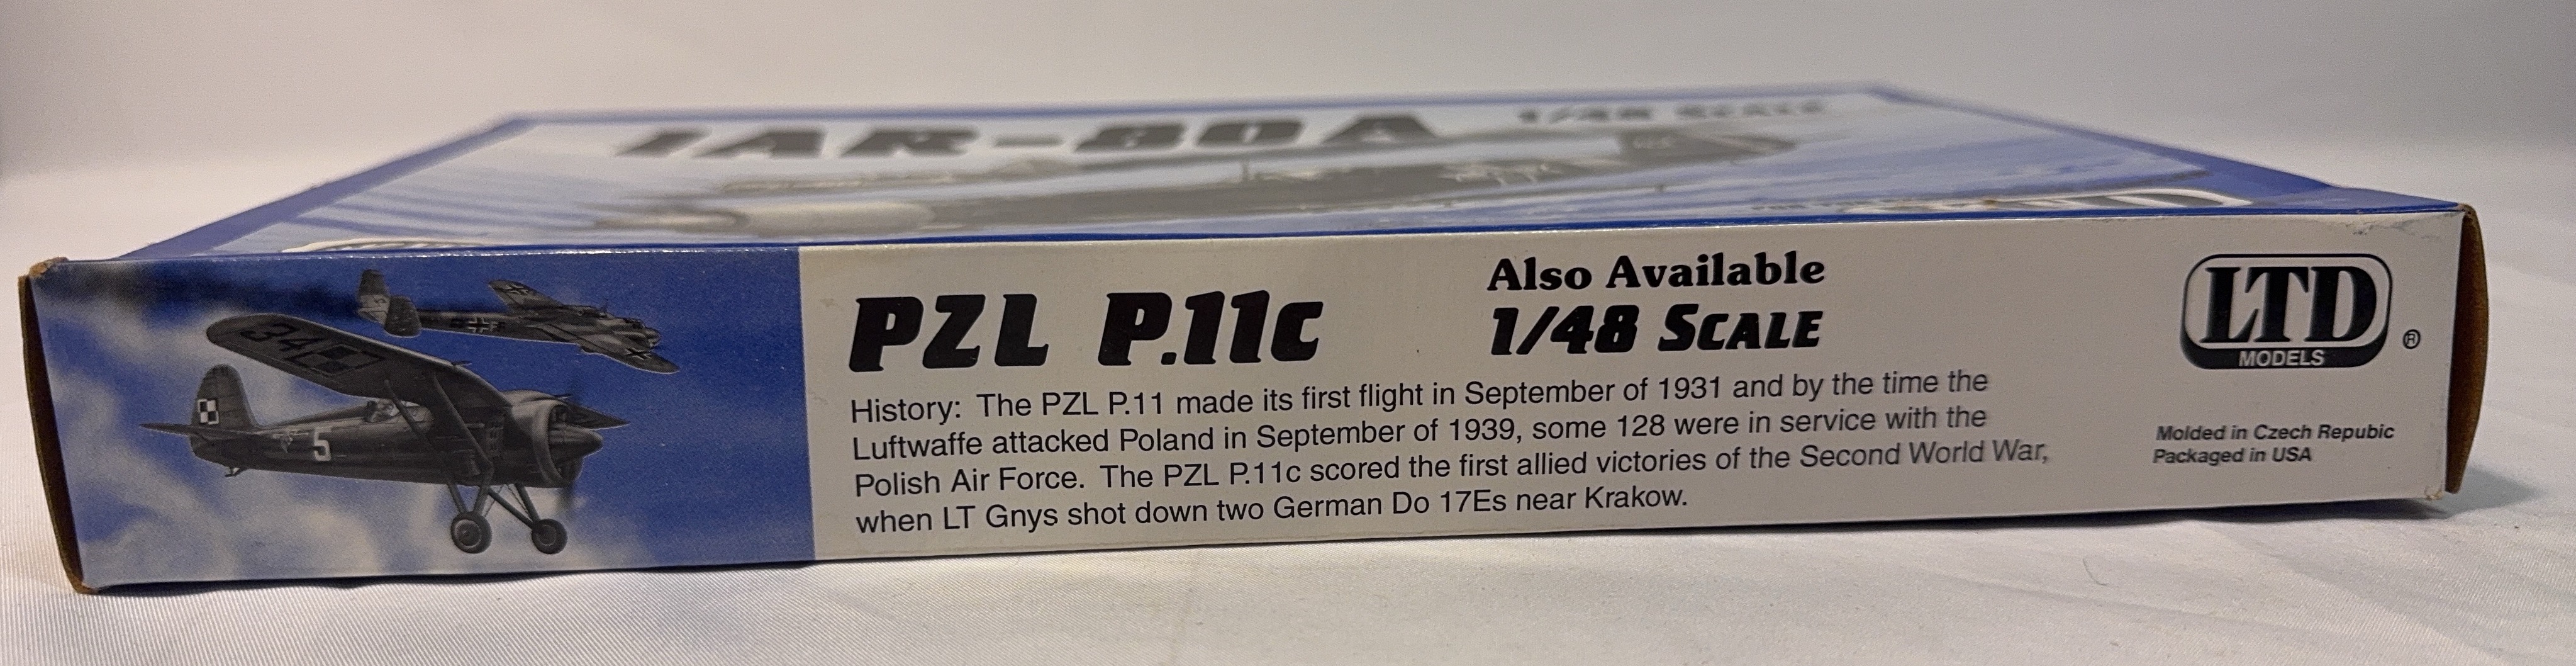 IAR-80A 1/48 SCALE
34
5
PZL P.11c
Also Available
1/48 SCALE
History: The PZL P.11 made its first flight in September of 1931 and by the time the
Luftwaffe attacked Poland in September of 1939, some 128 were in service with the
Polish Air Force. The PZL P.11c scored the first allied victories of the Second World War,
when LT Gnys shot down two German Do 17Es near Krakow.
LTD
MODELS
®
Molded in Czech Repubic
Packaged in USA